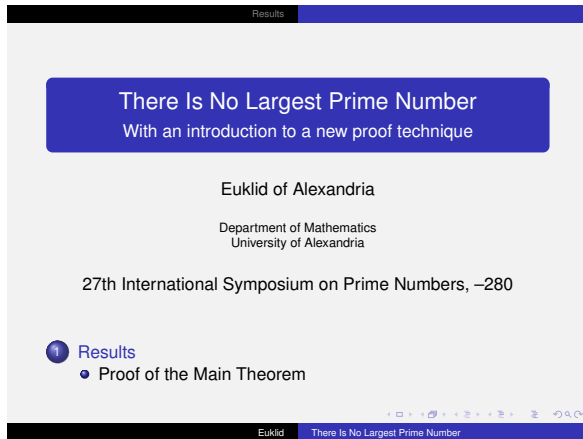 Results
There Is No Largest Prime Number
With an introduction to a new proof technique
Euklid of Alexandria
Department of Mathematics
University of Alexandria
27th International Symposium on Prime Numbers, –280
1 Results
Proof of the Main Theorem
Euklid There Is No Largest Prime Number